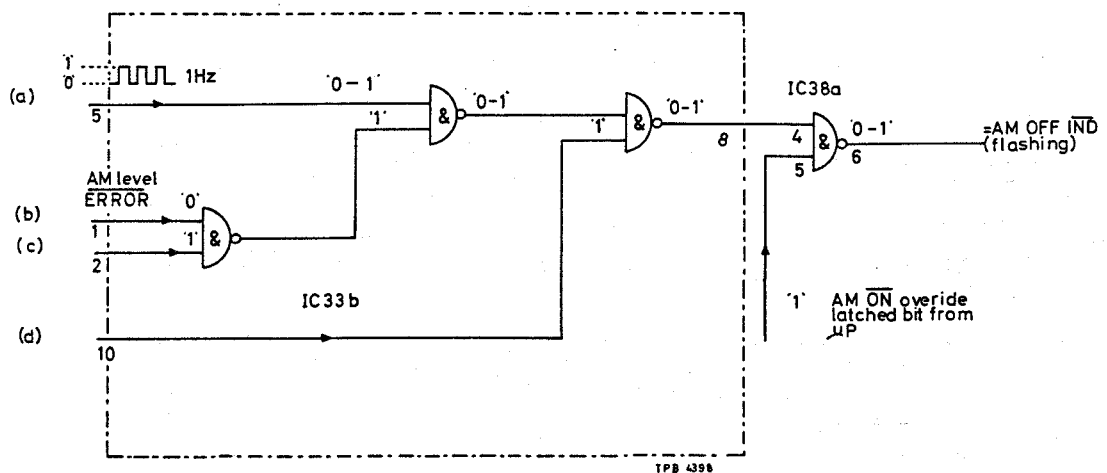 '1'
'0'
1Hz
(a)
5
'0-1'
'1'
&
'0-1'
'1'
&
'0-1'
8
IC38a
4
5
&
'0-1'
6
=AM OFF IND
(flashing)
AM level
ERROR
(b)
1
'0'
(c)
2
'1'
&
IC33b
(d)
10
'1'
AM ON overide
latched bit from
µP
TPB 4398